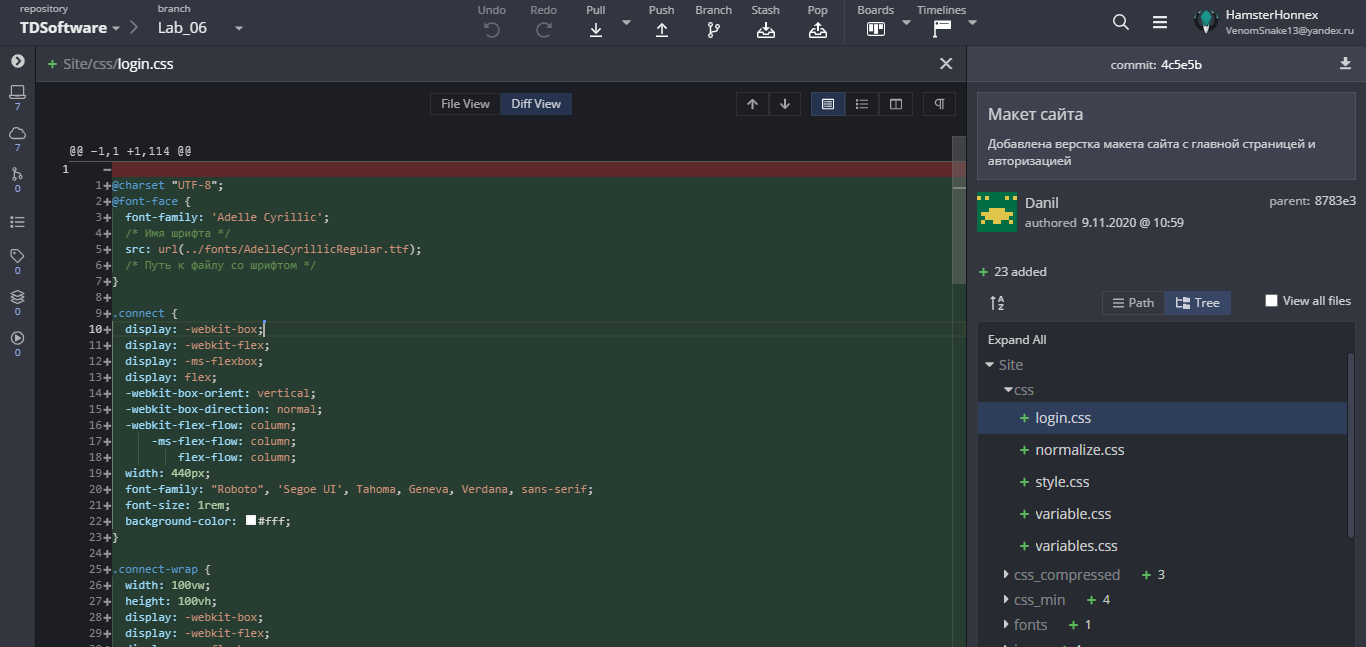 repository
TDSoftware
branch
Lab_06
Undo
Redo
Pull
Push
Branch
Stash
Pop
Boards
Timelines
HamsterHonnex
VenomSnake13@yandex.ru
7
7
0
0
0
0
+ Site/css/login.css
File View
Diff View
@@ -1,1 +1,114 @@
1 −
1+@charset "UTF-8";
2+@font-face {
3+ font-family: 'Adelle Cyrillic';
4+ /* Имя шрифта */
5+ src: url(../fonts/AdelleCyrillicRegular.ttf);
6+ /* Путь к файлу со шрифтом */
7+}
8+
9+.connect {
10+ display: -webkit-box;
11+ display: -webkit-flex;
12+ display: -ms-flexbox;
13+ display: flex;
14+ -webkit-box-orient: vertical;
15+ -webkit-box-direction: normal;
16+ -webkit-flex-flow: column;
17+ -ms-flex-flow: column;
18+ flex-flow: column;
19+ width: 440px;
20+ font-family: "Roboto", 'Segoe UI', Tahoma, Geneva, Verdana, sans-serif;
21+ font-size: 1rem;
22+ background-color: #fff;
23+}
24+
25+.connect-wrap {
26+ width: 100vw;
27+ height: 100vh;
28+ display: -webkit-box;
29+ display: -webkit-flex;
commit: 4c5e5b
Макет сайта
Добавлена верстка макета сайта с главной страницей и
авторизацией
Danil
authored 9.11.2020 @ 10:59
parent: 8783e3
+ 23 added
Path
Tree
View all files
Expand All
Site
css
+ login.css
+ normalize.css
+ style.css
+ variable.css
+ variables.css
css_compressed + 3
css_min + 4
fonts + 1